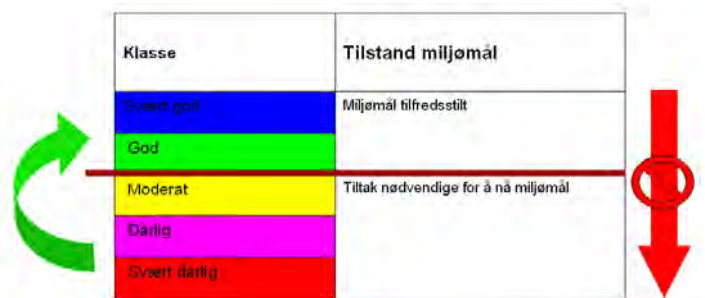 Klasse Tilstand miljømål
Svært god Miljømål tilfredsstilt
God
Moderat Tiltak nødvendige for å nå miljømål
Dårlig
Svært dårlig